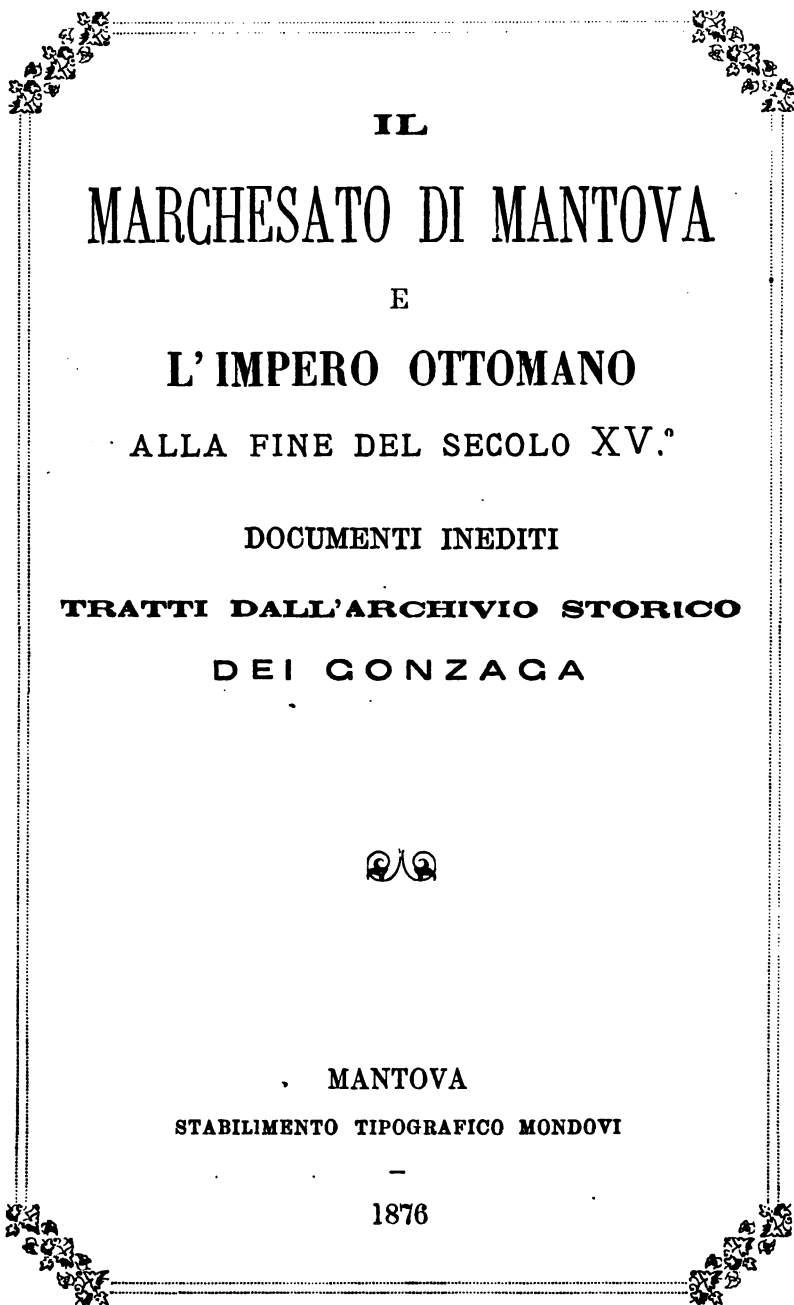 IL
MARCHESATO DI MANTOVA
E
L' IMPERO OTTOMANO
ALLA FINE DEL SECOLO XV.º
DOCUMENTI INEDITI
TRATTI DALL'ARCHIVIO STORICO
DEI GONZAGA
MANTOVA
STABILIMENTO TIPOGRAFICO MONDOVI
—
1876